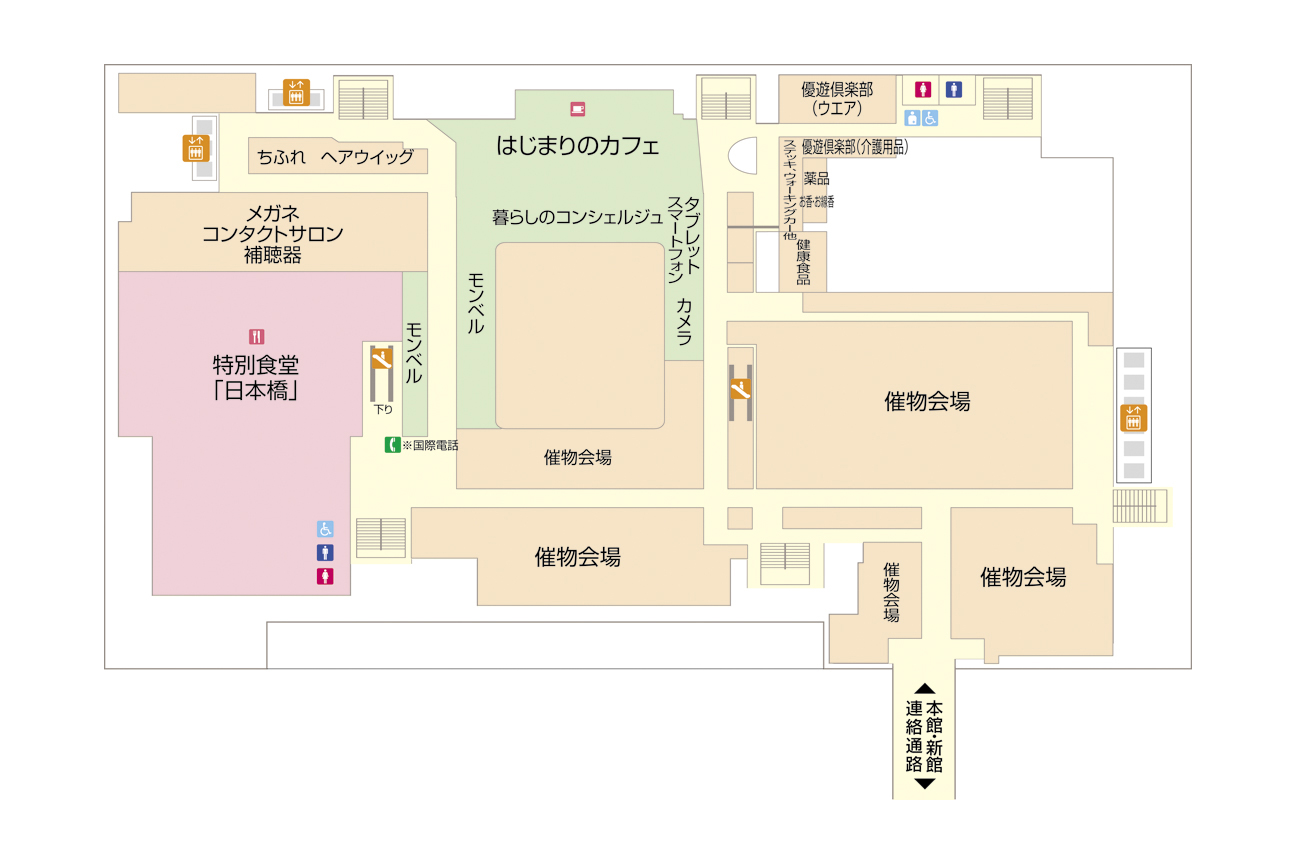 優遊倶楽部
(ウエア)
はじまりのカフェ
ちふれ ヘアウイッグ
優遊倶楽部(介護用品)
ステッキ、ウォーキングカー他
薬品
お香・お線香
健康食品
メガネ
コンタクトサロン
補聴器
暮らしのコンシェルジュ
タブレット
スマートフォン
カメラ
モンベル
モンベル
特別食堂
「日本橋」
下り
※国際電話
催物会場
催物会場
催物会場
催物会場
催物会場
本館・新館
連絡通路